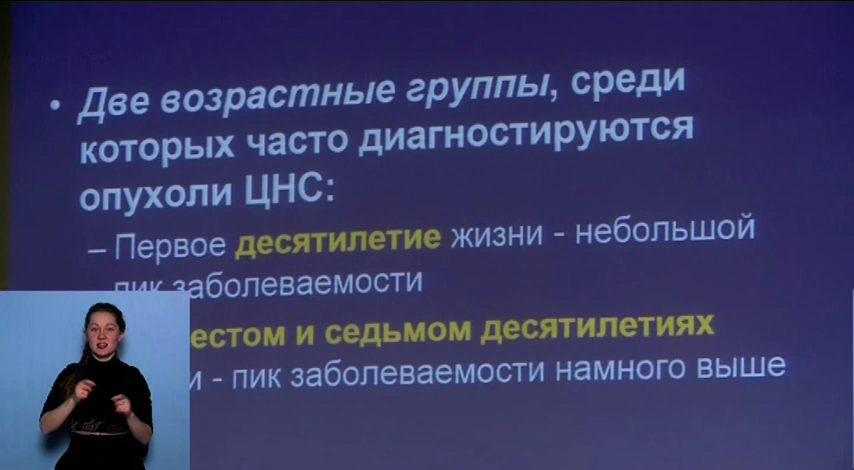 • Две возрастные группы, среди
которых часто диагностируются
опухоли ЦНС:
– Первое десятилетие жизни - небольшой
пик заболеваемости
естом и седьмом десятилетиях
и - пик заболеваемости намного выше